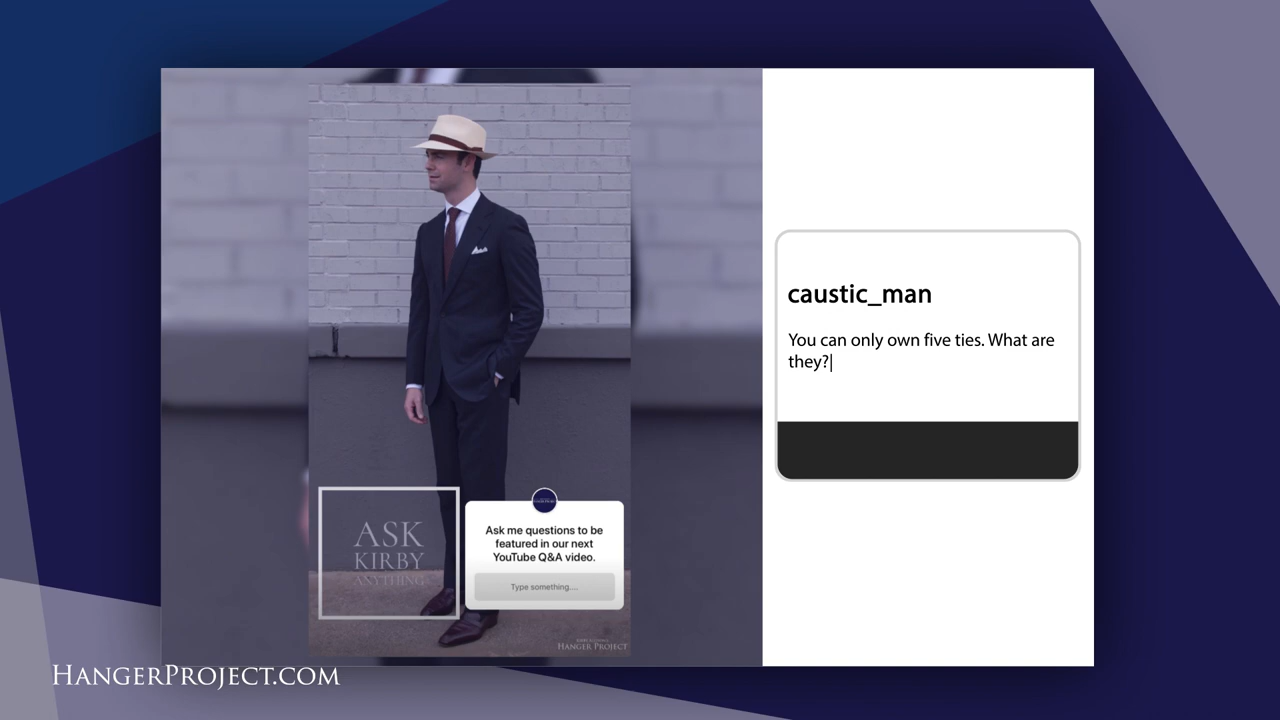 ASK
KIRBY
ANYTHING
Ask me questions to be
featured in our next
YouTube Q&A video.
Type something....
HANGER PROJECT
caustic_man
You can only own five ties. What are
they?|
HANGERPROJECT.COM